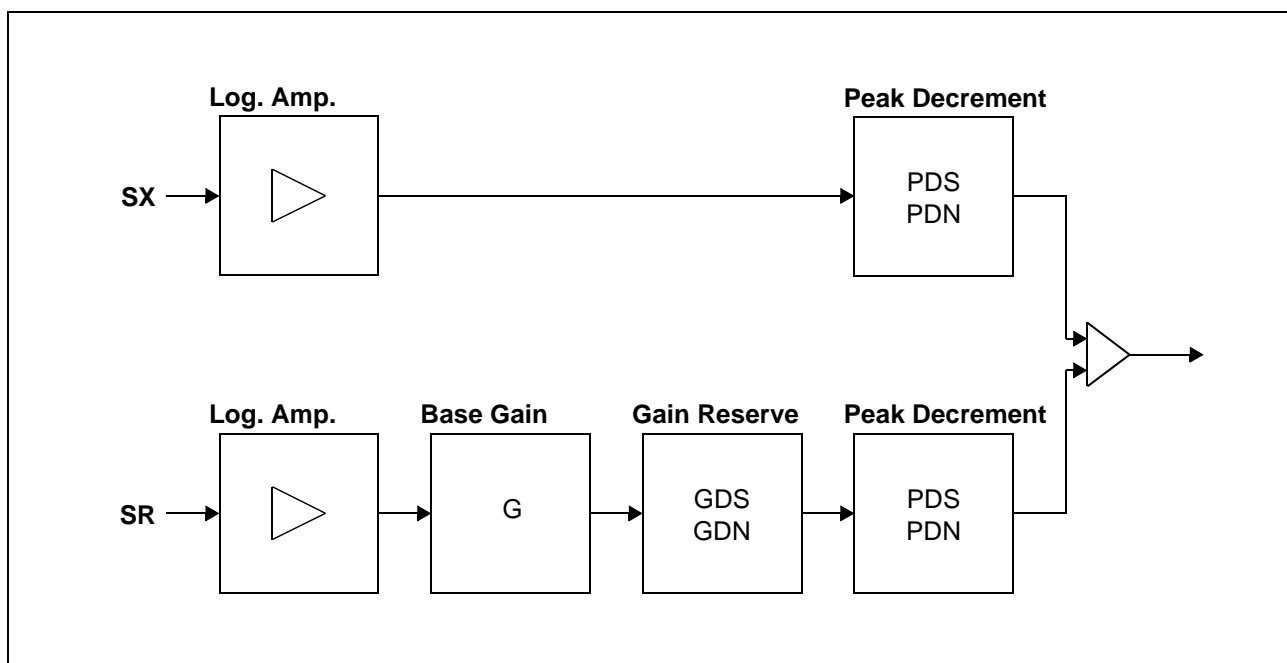 Log. Amp.
Peak Decrement
SX
PDS
PDN
Log. Amp.
Base Gain
Gain Reserve
Peak Decrement
SR
G
GDS
GDN
PDS
PDN